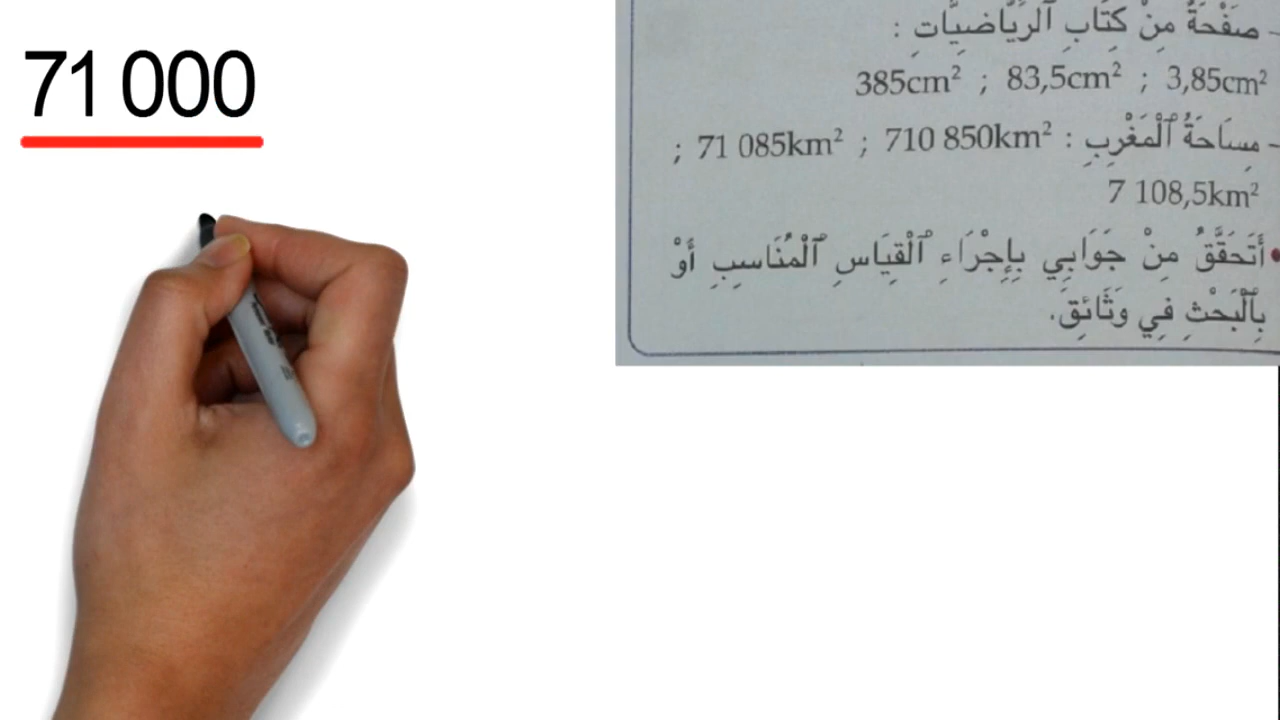 71 000
- صَفْحَةٌ مِنْ كِتَابِ ٱلرِّيَاضِيَّاتِ :
385cm² ; 83,5cm² ; 3,85cm²
- مِسَاحَةُ ٱلْمَغْرِبِ : 710 850km² ; 71 085km² ;
7 108,5km²
• أَتَحَقَّقُ مِنْ جَوَابِي بِإِجْرَاءِ ٱلْقِيَاسِ ٱلْمُنَاسِبِ أَوْ
بِٱلْبَحْثِ فِي وَثَائِقَ.